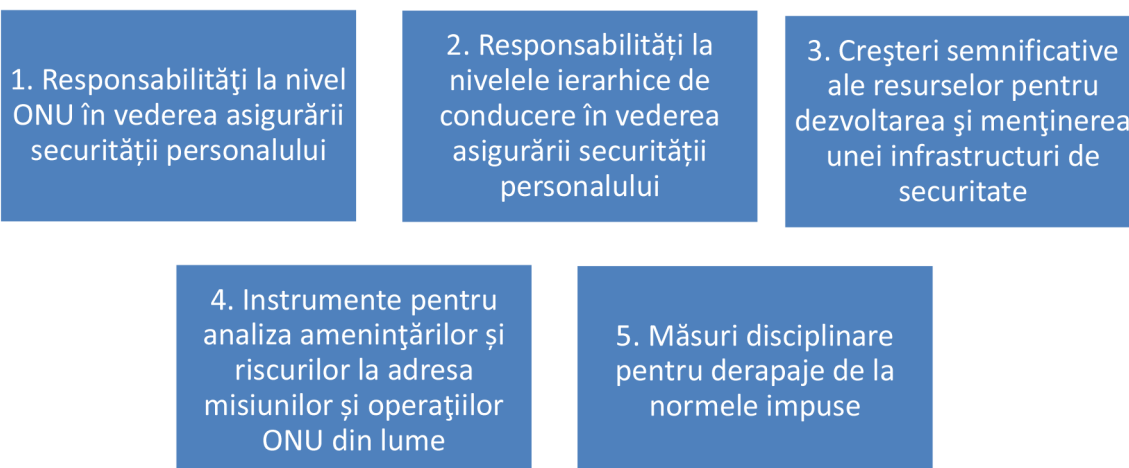 1. Responsabilităţi la nivel
ONU în vederea asigurării
securității personalului
2. Responsabilități la
nivelele ierarhice de
conducere în vederea
asigurării securității
personalului
3. Creşteri semnificative
ale resurselor pentru
dezvoltarea şi menţinerea
unei infrastructuri de
securitate
4. Instrumente pentru
analiza ameninţărilor și
riscurilor la adresa
misiunilor și operaţiilor
ONU din lume
5. Măsuri disciplinare
pentru derapaje de la
normele impuse